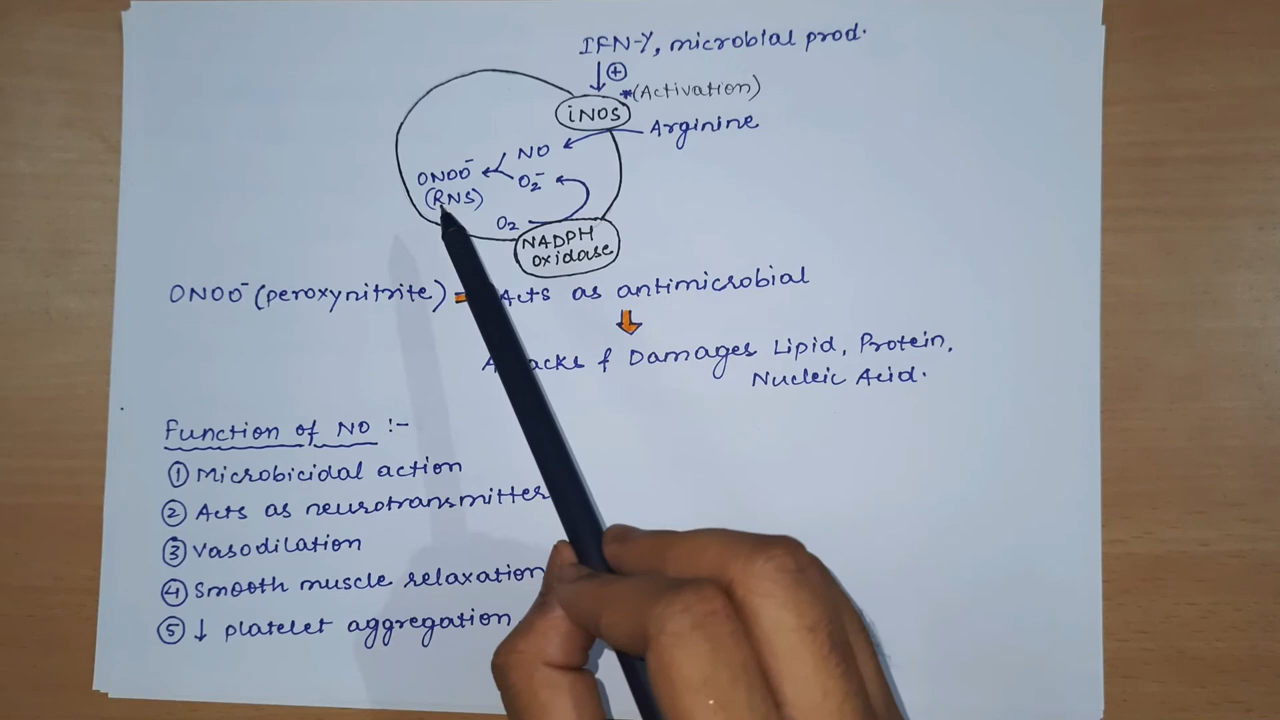 IFN-γ, microbial prod.
↓ ⊕
*(Activation)
iNOS
Arginine
NO
ONOO⁻
O₂⁻
(RNS)
O₂
NADPH
oxidase
ONOO⁻ (peroxynitrite) Acts as antimicrobial
& Damages Lipid, Protein,
Nucleic Acid.
Function of NO :-
① Microbicidal action
② Acts as neurotransmitter
③ Vasodilation
④ Smooth muscle relaxation
⑤ ↓ platelet aggregation